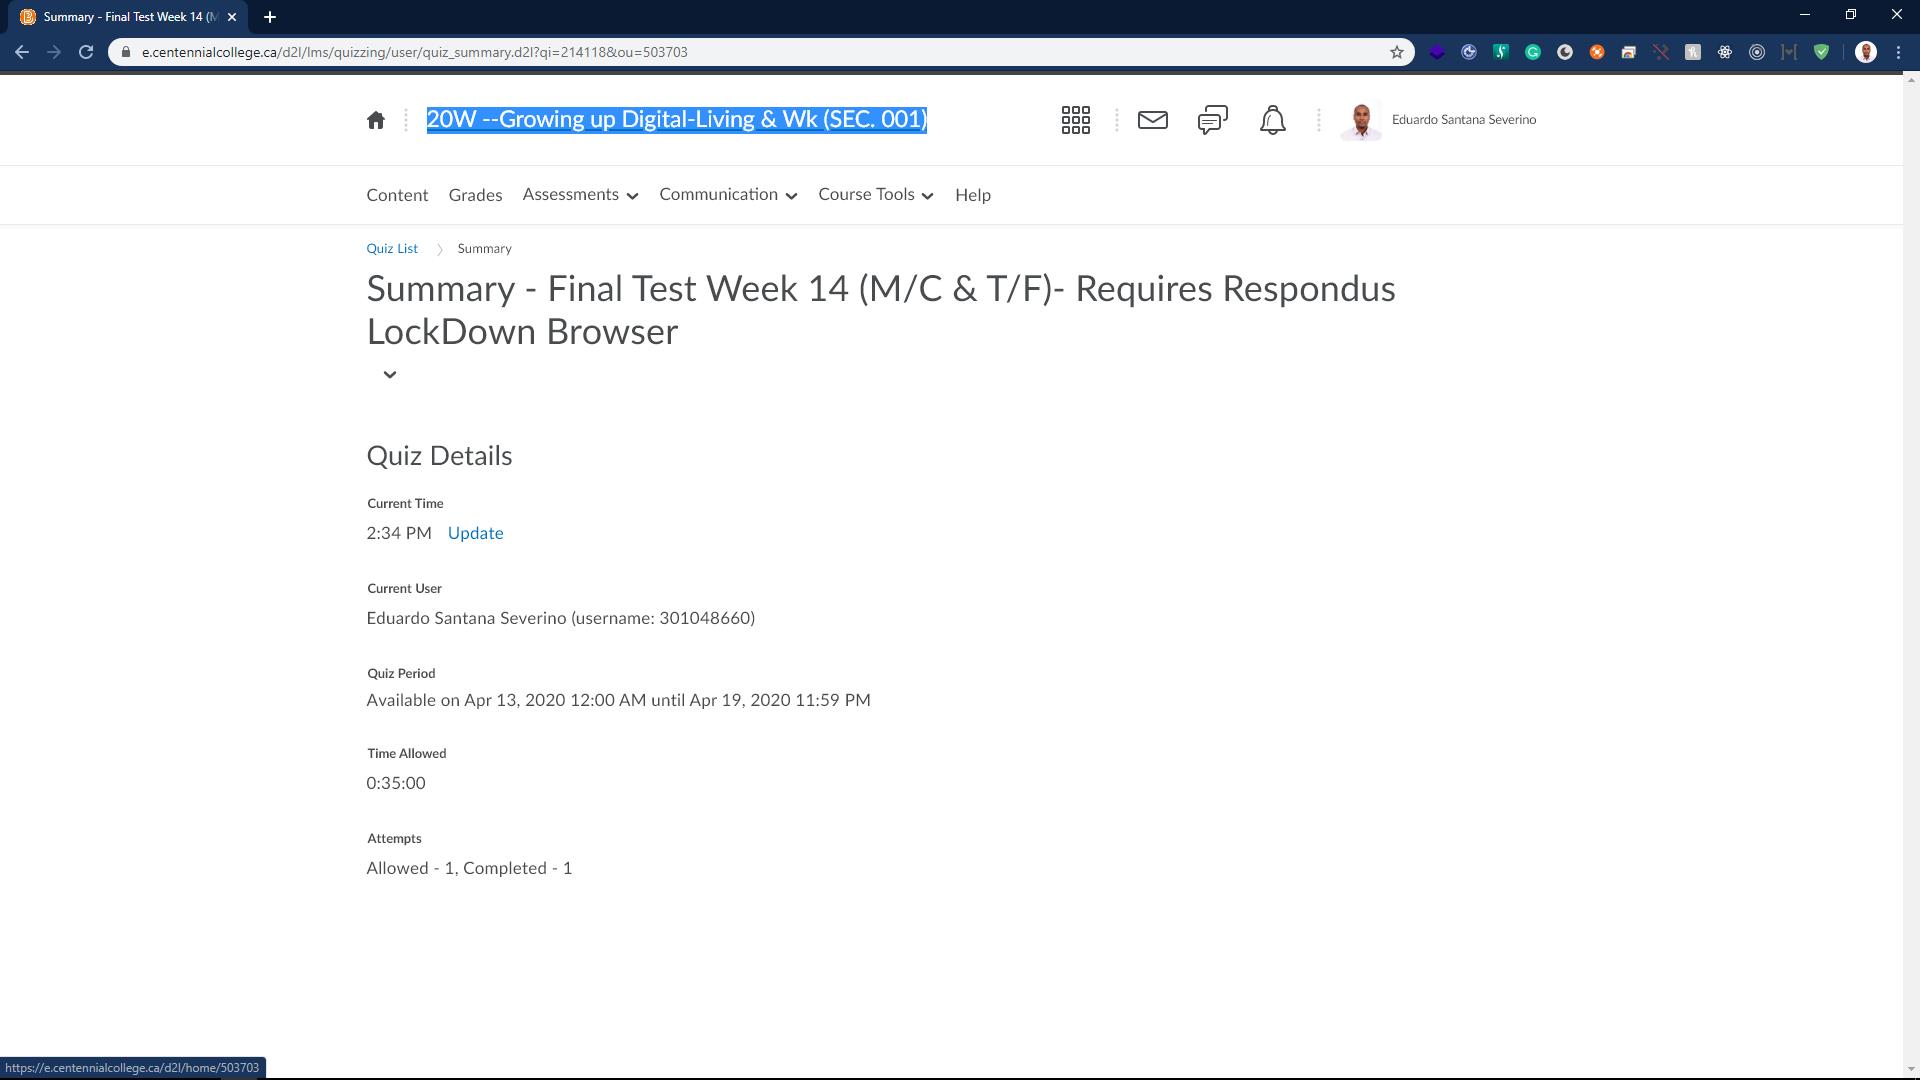 Summary - Final Test Week 14 (M
e.centennialcollege.ca/d2l/lms/quizzing/user/quiz_summary.d2l?qi=214118&ou=503703
20W --Growing up Digital-Living & Wk (SEC. 001)
Eduardo Santana Severino
Content Grades Assessments Communication Course Tools Help
Quiz List Summary
Summary - Final Test Week 14 (M/C & T/F)- Requires Respondus
LockDown Browser
Quiz Details
Current Time
2:34 PM Update
Current User
Eduardo Santana Severino (username: 301048660)
Quiz Period
Available on Apr 13, 2020 12:00 AM until Apr 19, 2020 11:59 PM
Time Allowed
0:35:00
Attempts
Allowed - 1, Completed - 1
https://e.centennialcollege.ca/d2l/home/503703